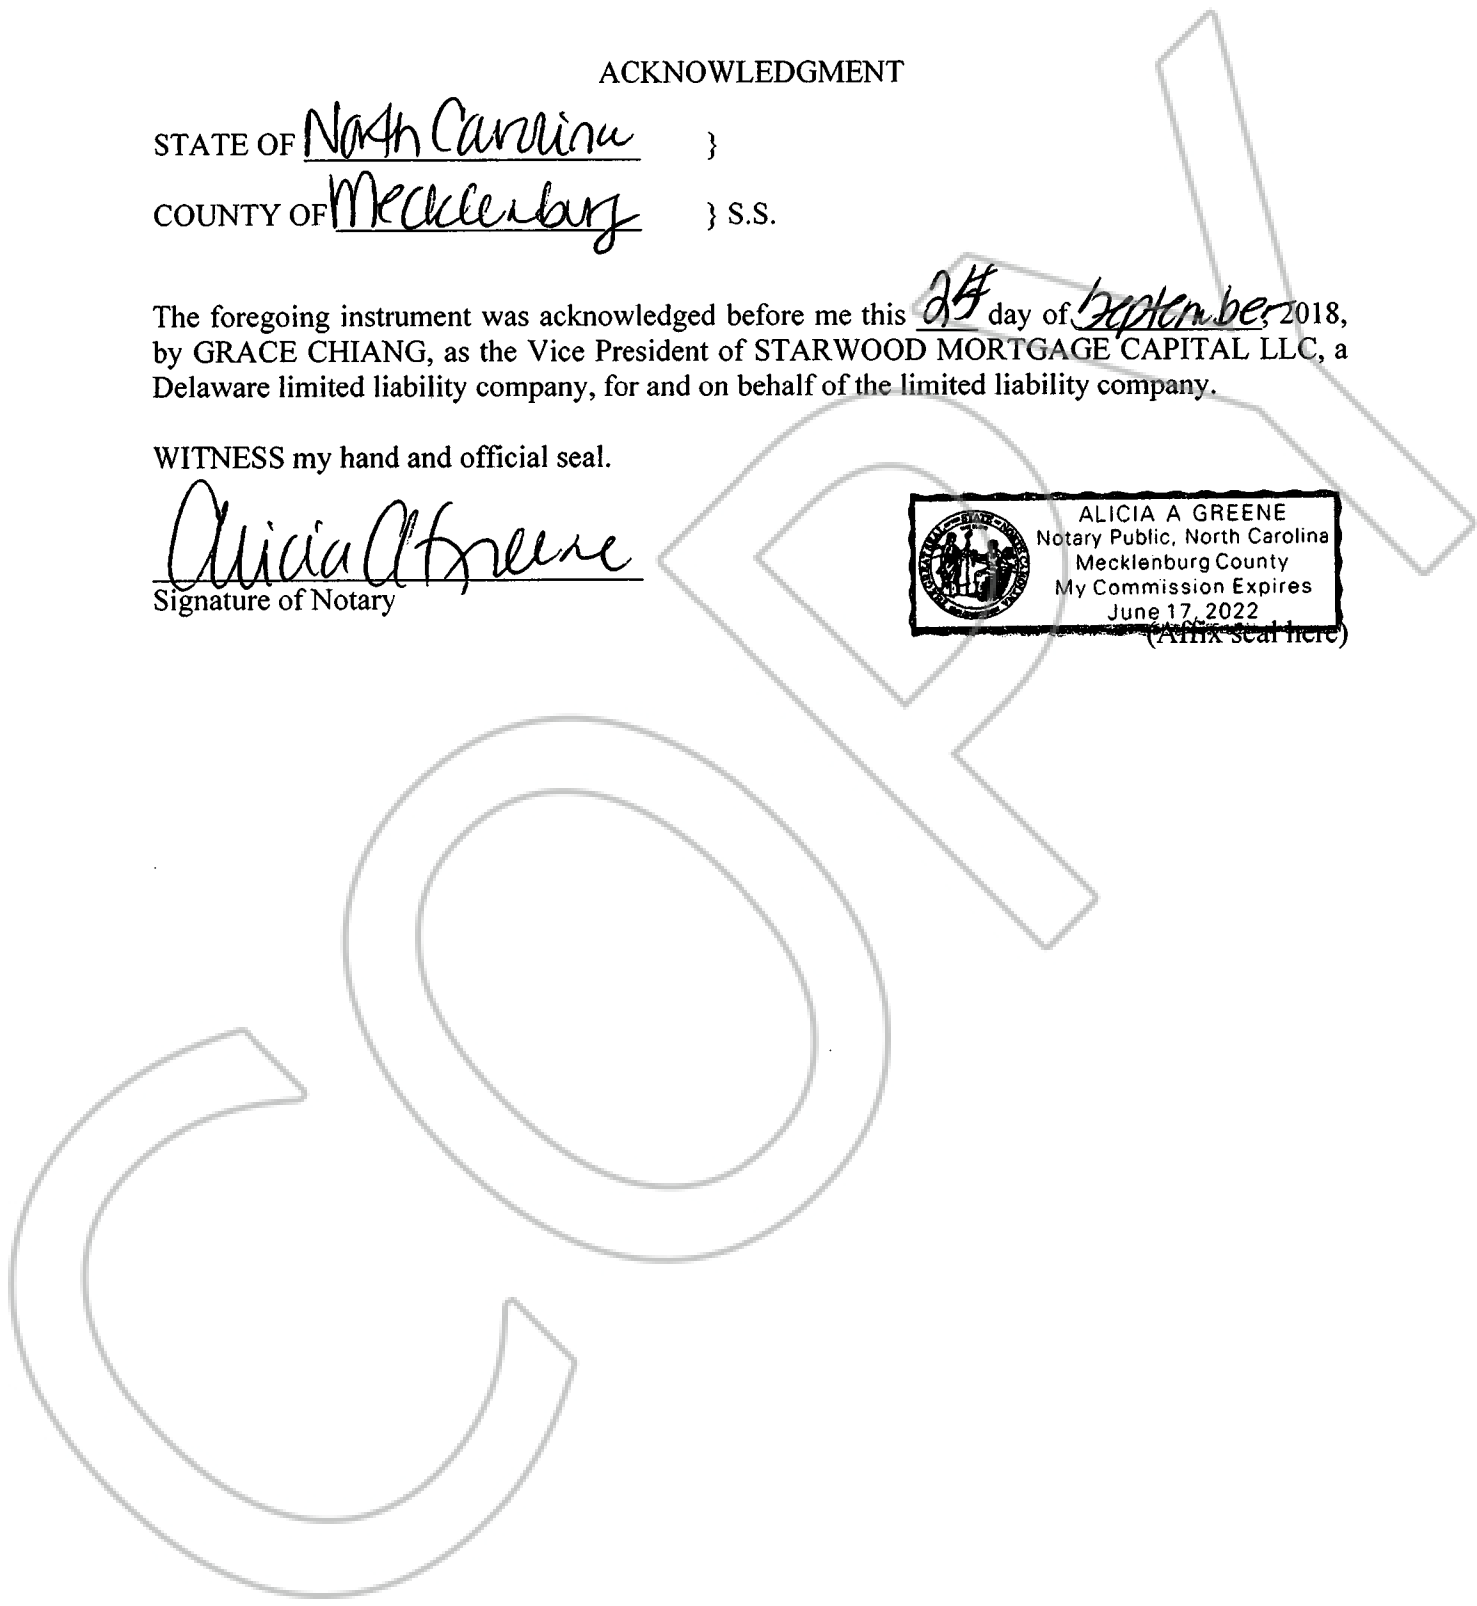 ACKNOWLEDGMENT
STATE OF North Carolina }
COUNTY OF Mecklenburg } S.S.
The foregoing instrument was acknowledged before me this day of September, 2018,
by GRACE CHIANG, as the Vice President of STARWOOD MORTGAGE CAPITAL LLC, a
Delaware limited liability company, for and on behalf of the limited liability company.
WITNESS my hand and official seal.
Alicia A Greene
Signature of Notary
ALICIA A GREENE
Notary Public, North Carolina
Mecklenburg County
My Commission Expires
June 17, 2022
(Affix seal here)
COPY